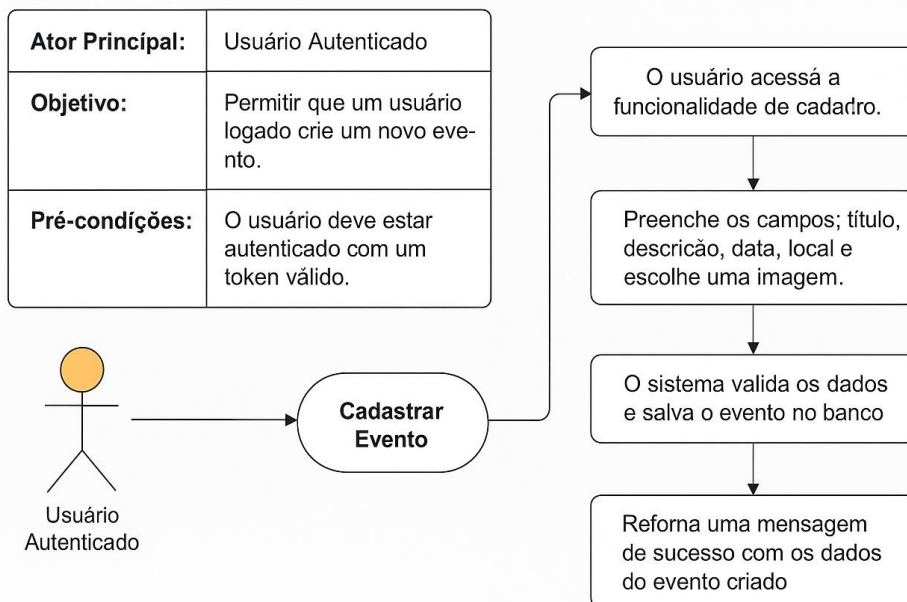 Ator Princípal:
Usuário Autenticado
Objetivo:
Permitir que um usuário
logado crie um novo eve-
nto.
Pré-condíções:
O usuário deve estar
autenticado com um
token válido.
Usuário
Autenticado
Cadastrar
Evento
O usuário acessá a
funcionalidade de cadadro.
Preenche os campos; título,
descricão, data, local e
escolhe uma imagem.
O sistema valida os dados
e salva o evento no banco
Reforna uma mensagem
de sucesso com os dados
do evento criado